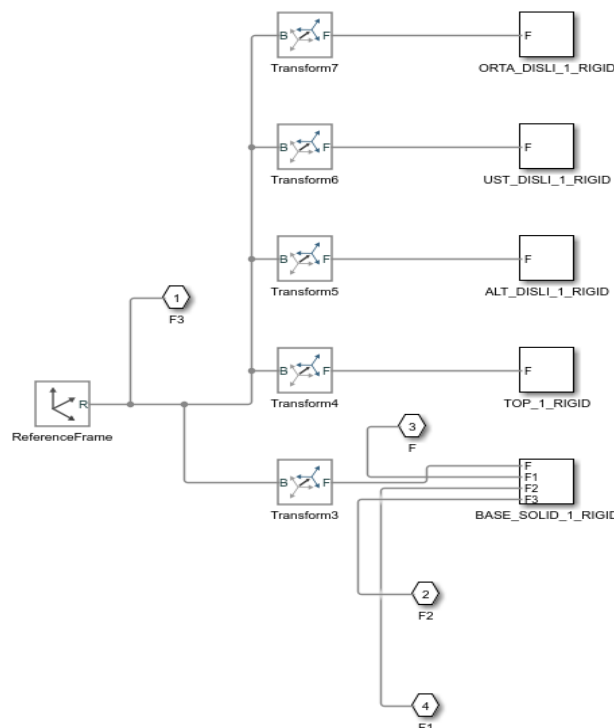 B F F
Transform7 ORTA_DISLI_1_RIGID
B F F
Transform6 UST_DISLI_1_RIGID
B F F
Transform5 ALT_DISLI_1_RIGID
1
F3
B F F
Transform4 TOP_1_RIGID
R
ReferenceFrame
3
F
B F F
F1
F2
F3
Transform3 BASE_SOLID_1_RIGID
2
F2
4
F1